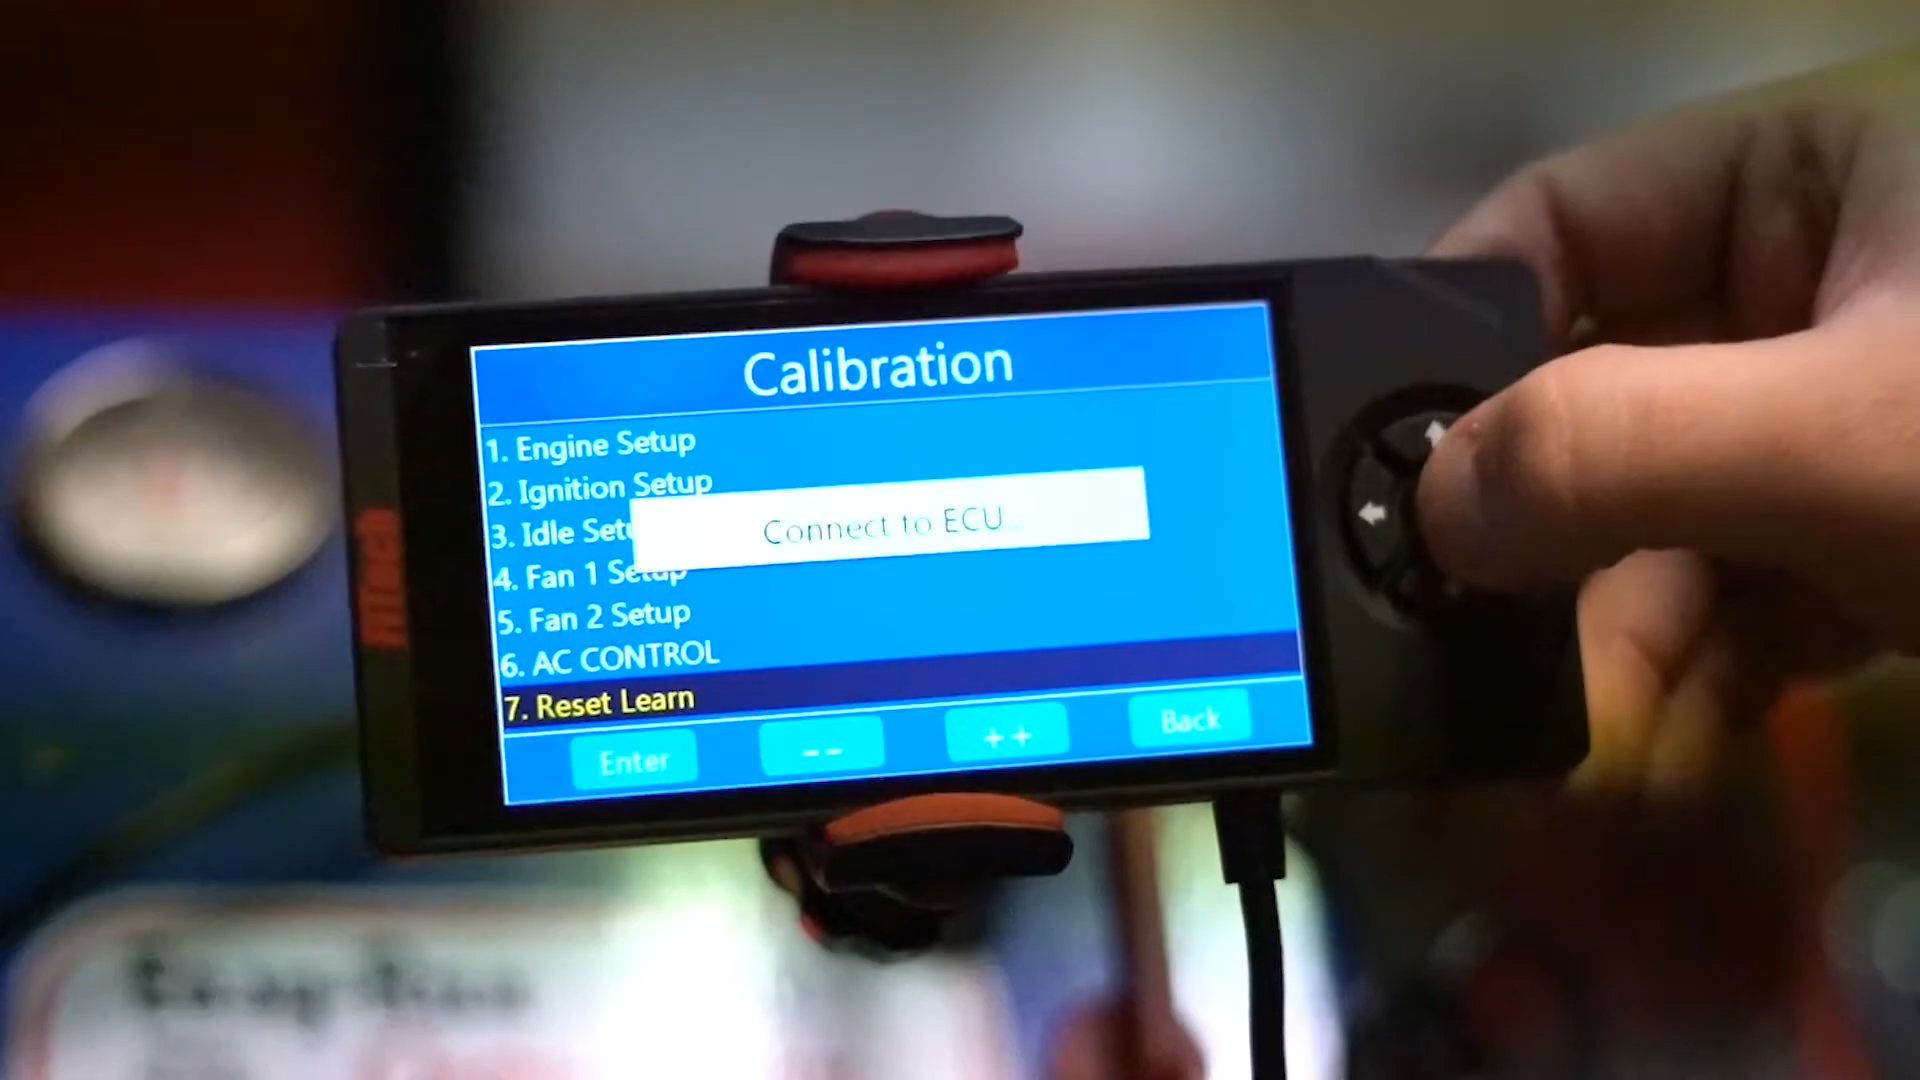 Calibration
1. Engine Setup
2. Ignition Setup
3. Idle Setu
Connect to ECU...
4. Fan 1 Setup
5. Fan 2 Setup
6. AC CONTROL
7. Reset Learn
Enter
--
++
Back